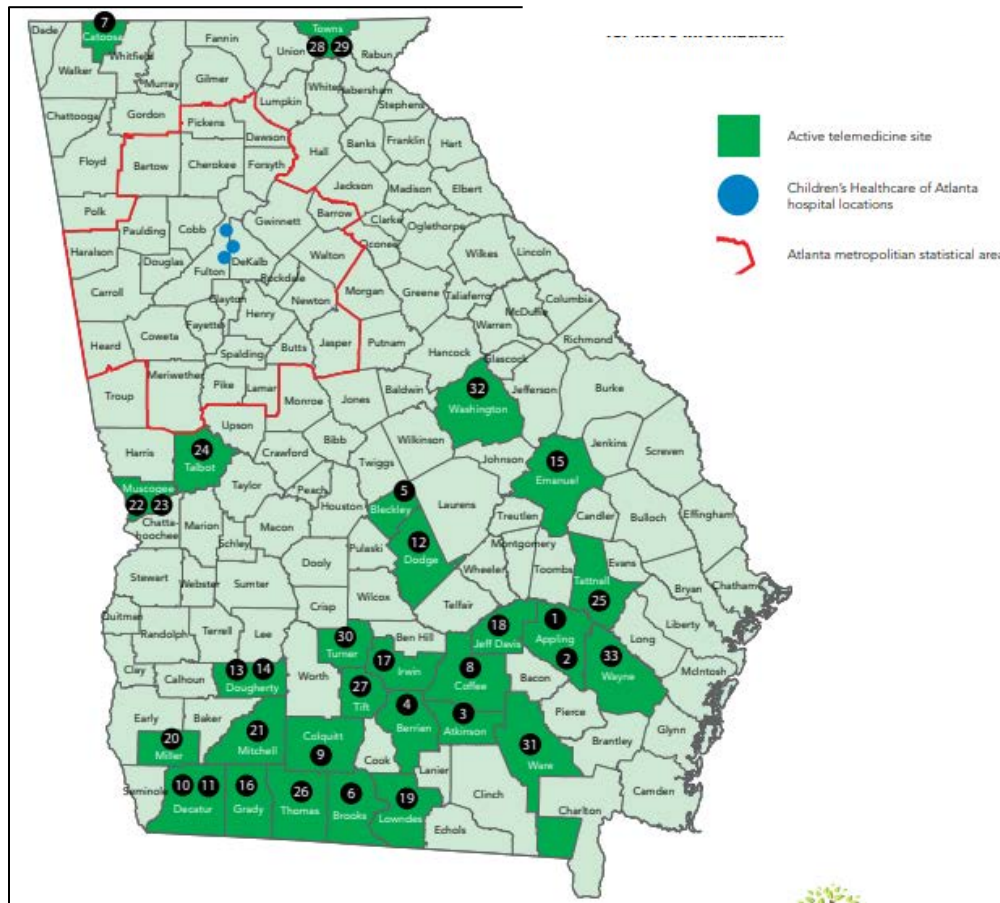 7
Dade
Catoosa
Fannin
Towns
Union
28 29
Rabun
Whitfield
Walker
Murray
Gilmer
White
Habersham
Lumpkin
Stephens
Chattooga
Gordon
Pickens
Dawson
Banks
Franklin
Hart
Hall
Floyd
Bartow
Cherokee
Forsyth
Jackson
Madison
Elbert
Polk
Cobb
Gwinnett
Barrow
Clarke
Oglethorpe
Paulding
Haralson
Douglas
DeKalb
Walton
Oconee
Wilkes
Lincoln
Fulton
Rockdale
Carroll
Clayton
Newton
Morgan
Greene
Taliaferro
Columbia
Henry
McDuffie
Fayette
Warren
Heard
Coweta
Spalding
Butts
Jasper
Putnam
Hancock
Glascock
Richmond
Troup
Meriwether
Pike
Lamar
Monroe
Jones
Baldwin
32
Washington
Jefferson
Burke
Upson
Harris
24
Talbot
Crawford
Bibb
Wilkinson
Twiggs
Johnson
15
Emanuel
Jenkins
Screven
Muscogee
22 23
Taylor
Peach
Houston
5
Bleckley
Laurens
Chatta-
hoochee
Marion
Macon
Schley
Pulaski
12
Dodge
Treutlen
Candler
Bulloch
Effingham
Montgomery
Stewart
Webster
Sumter
Dooly
Wheeler
Toombs
Evans
Tattnall
25
Bryan
Chatham
Quitman
Crisp
Wilcox
Telfair
Randolph
Terrell
Lee
30
Turner
Ben Hill
18
Jeff Davis
1
Appling
2
Long
Liberty
Clay
Calhoun
13 14
Dougherty
Worth
17
Irwin
8
Coffee
Bacon
33
Wayne
McIntosh
27
Tift
Early
Baker
21
Mitchell
4
Berrien
3
Atkinson
Pierce
20
Miller
Colquitt
9
Cook
31
Ware
Brantley
Glynn
Lanier
Seminole
10 11
Decatur
16
Grady
26
Thomas
6
Brooks
19
Lowndes
Clinch
Camden
Charlton
Echols
for more information.
Active telemedicine site
Children's Healthcare of Atlanta
hospital locations
Atlanta metropolitian statistical area